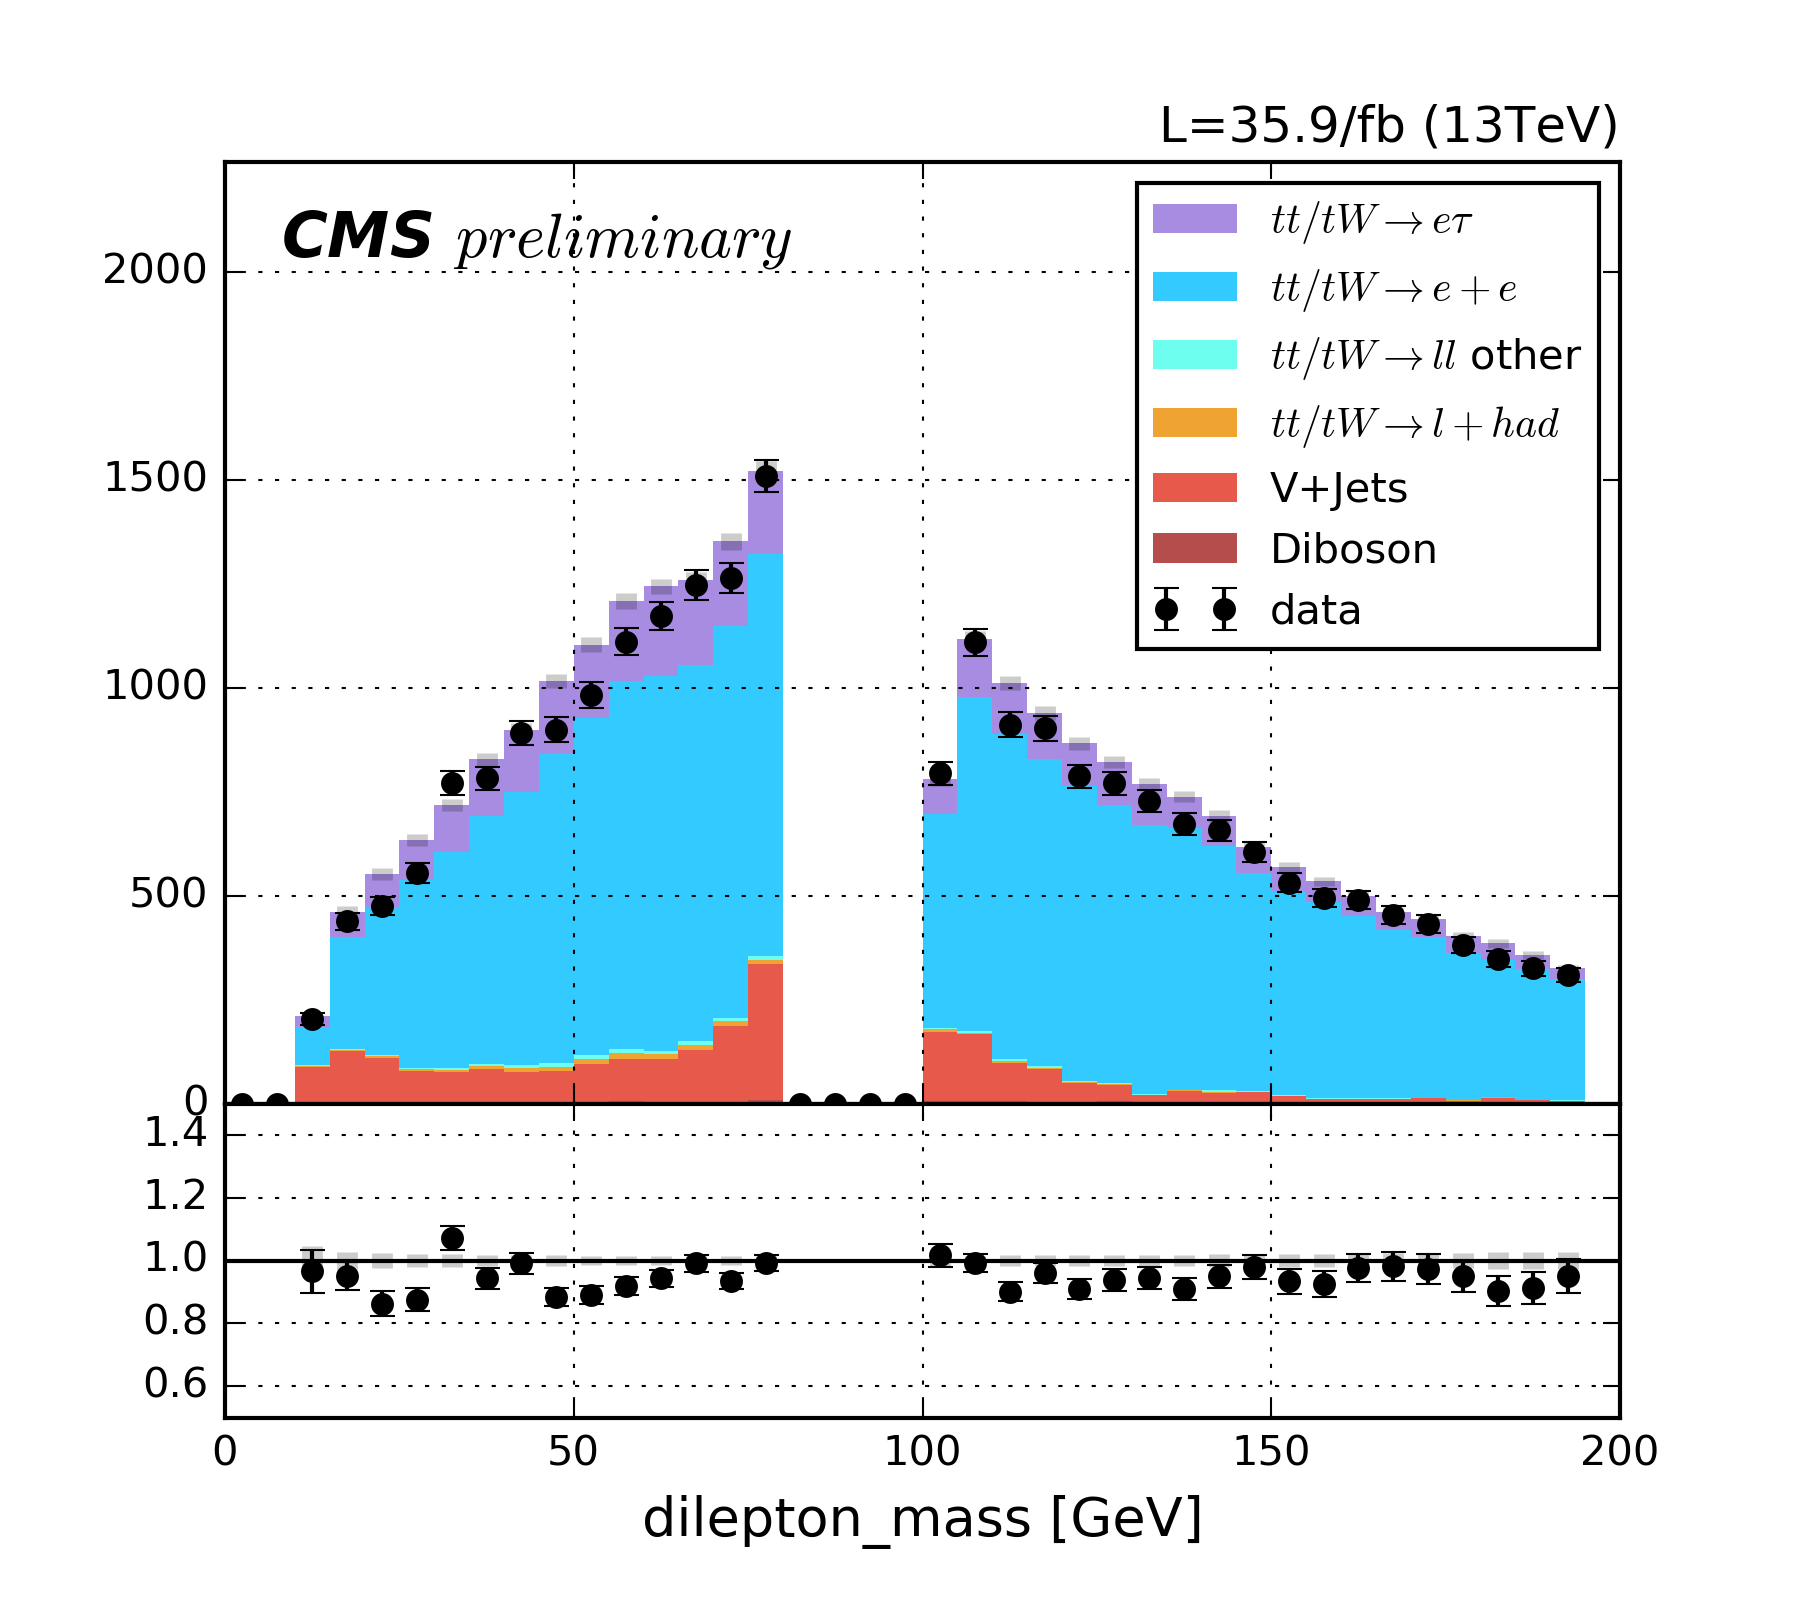 L=35.9/fb (13TeV)
CMS preliminary
tt/tW → eτ
tt/tW → e + e
tt/tW → ll other
tt/tW → l + had
V+Jets
Diboson
data
2000
1500
1000
500
0
1.4
1.2
1.0
0.8
0.6
0 50 100 150 200
dilepton_mass [GeV]